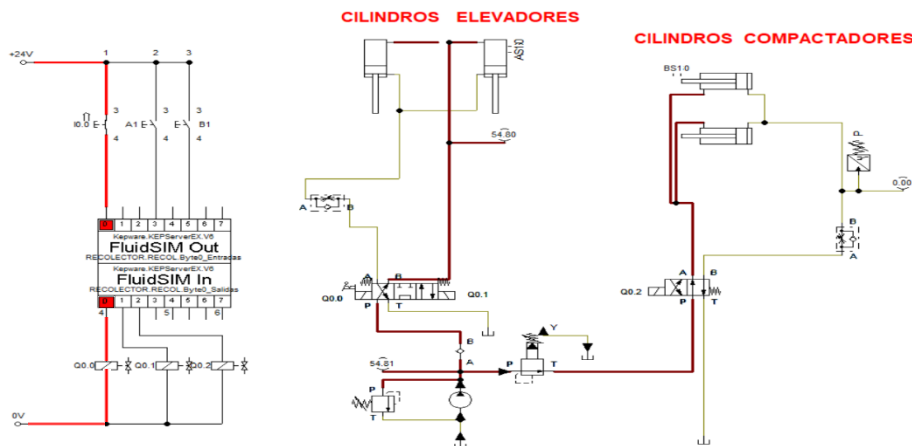 CILINDROS ELEVADORES
CILINDROS COMPACTADORES
+24V
1
2
3
3
3
3
I0.0
A1
B1
4
4
4
0 1 2 3 4 5 6 7
Kepware.KEPServerEX.V6
FluidSIM Out
RECOLECTOR.RECOL.Byte0_Entradas
Kepware.KEPServerEX.V6
FluidSIM In
RECOLECTOR.RECOL.Byte0_Salidas
0 1 2 3 4 5 6 7
4
5
6
Q0.0
Q0.1
Q0.2
0V
AS1:0
54.80
A
B
A
B
Q0.0
Q0.1
P
T
B
A
54.81
P
T
P
T
Y
BS1:0
P
0.00
B
A
A
B
Q0.2
P
T